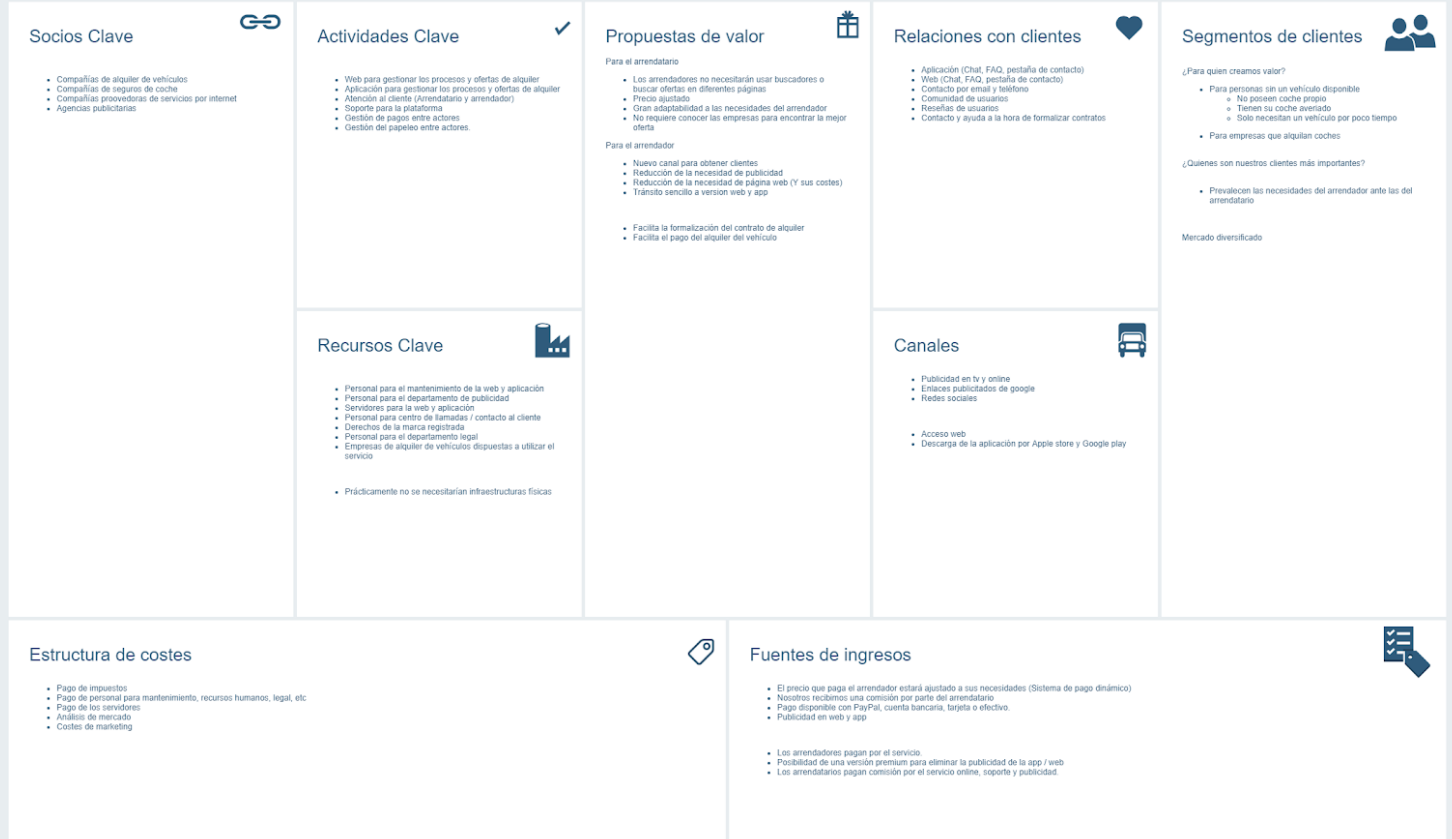 Socios Clave
Compañías de alquiler de vehículos
Compañías de seguros de coche
Compañías proovedoras de servicios por internet
Agencias publicitarias
Actividades Clave
Web para gestionar los procesos y ofertas de alquiler
Aplicación para gestionar los procesos y ofertas de alquiler
Atención al cliente (Arrendatario y arrendador)
Soporte para la plataforma
Gestión de pagos entre actores
Gestión del papeleo entre actores.
Recursos Clave
Personal para el mantenimiento de la web y aplicación
Personal para el departamento de publicidad
Servidores para la web y aplicación
Personal para centro de llamadas / contacto al cliente
Derechos de la marca registrada
Personal para el departamento legal
Empresas de alquiler de vehículos dispuestas a utilizar el
servicio
Prácticamente no se necesitarían infraestructuras físicas
Propuestas de valor
Para el arrendatario
Los arrendadores no necesitarán usar buscadores o
buscar ofertas en diferentes páginas
Precio ajustado
Gran adaptabilidad a las necesidades del arrendador
No requiere conocer las empresas para encontrar la mejor
oferta
Para el arrendador
Nuevo canal para obtener clientes
Reducción de la necesidad de publicidad
Reducción de la necesidad de página web (Y sus costes)
Tránsito sencillo a version web y app
Facilita la formalización del contrato de alquiler
Facilita el pago del alquiler del vehículo
Relaciones con clientes
Aplicación (Chat, FAQ, pestaña de contacto)
Web (Chat, FAQ, pestaña de contacto)
Contacto por email y teléfono
Comunidad de usuarios
Reseñas de usuarios
Contacto y ayuda a la hora de formalizar contratos
Canales
Publicidad en tv y online
Enlaces publicitados de google
Redes sociales
Acceso web
Descarga de la aplicación por Apple store y Google play
Segmentos de clientes
¿Para quien creamos valor?
Para personas sin un vehículo disponible
No poseen coche propio
Tienen su coche averiado
Solo necesitan un vehículo por poco tiempo
Para empresas que alquilan coches
¿Quienes son nuestros clientes más importantes?
Prevalecen las necesidades del arrendador ante las del
arrendatario
Mercado diversificado
Estructura de costes
Pago de impuestos
Pago de personal para mantenimiento, recursos humanos, legal, etc
Pago de los servidores
Análisis de mercado
Costes de marketing
Fuentes de ingresos
El precio que paga el arrendador estará ajustado a sus necesidades (Sistema de pago dinámico)
Nosotros recibimos una comisión por parte del arrendatario
Pago disponible con PayPal, cuenta bancaria, tarjeta o efectivo.
Publicidad en web y app
Los arrendadores pagan por el servicio.
Posibilidad de una versión premium para eliminar la publicidad de la app / web
Los arrendatarios pagan comisión por el servicio online, soporte y publicidad.